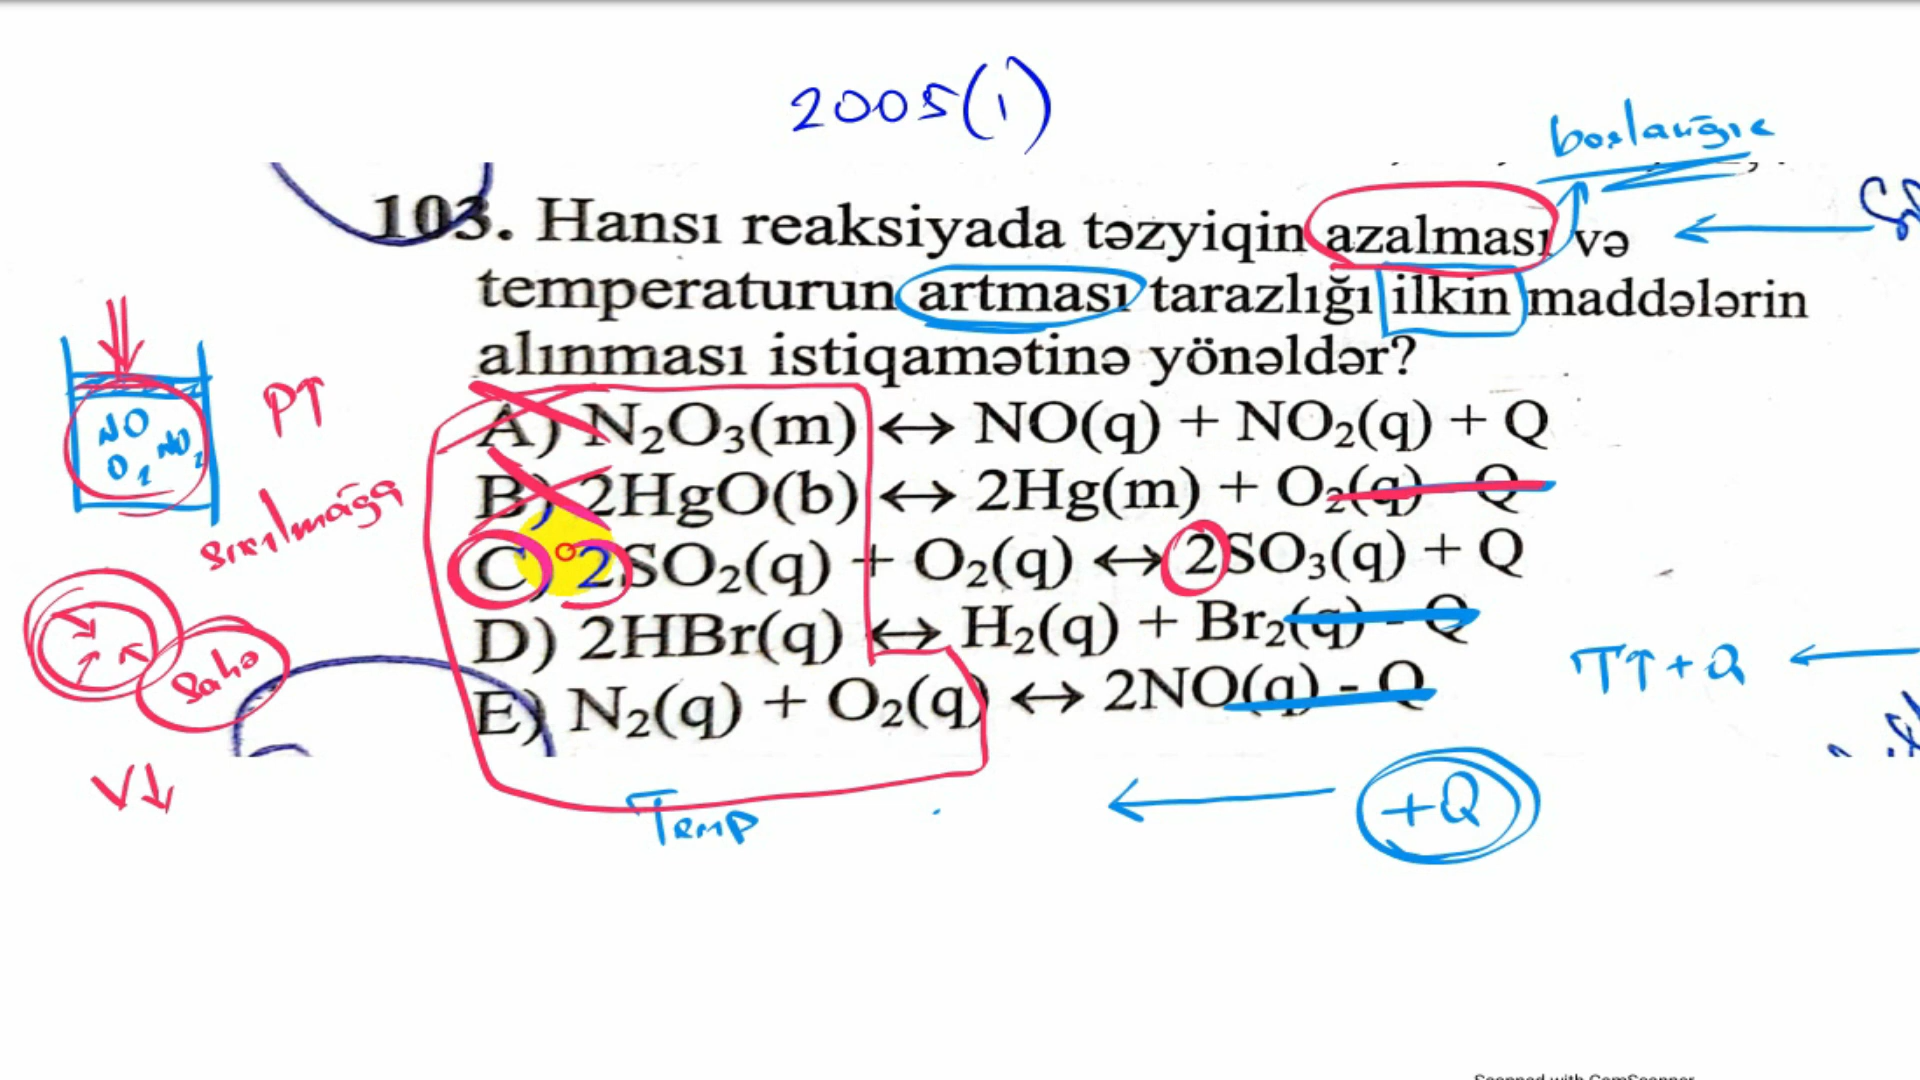 2005(1)
başlanğıc
103. Hansı reaksiyada təzyiqin azalması və
temperaturun artması tarazlığı ilkin maddələrin
alınması istiqamətinə yönəldər?
A) N₂O₃(m) ↔ NO(q) + NO₂(q) + Q
B) 2HgO(b) ↔ 2Hg(m) + O₂(q) - Q
C) 2SO₂(q) + O₂(q) ↔ 2SO₃(q) + Q
D) 2HBr(q) ↔ H₂(q) + Br₂(q) - Q
E) N₂(q) + O₂(q) ↔ 2NO(q) - Q
P↑
NO
O₂ NO₂
sıxılmağa
Sahə
V↓
T↑ + Q
Temp
+Q